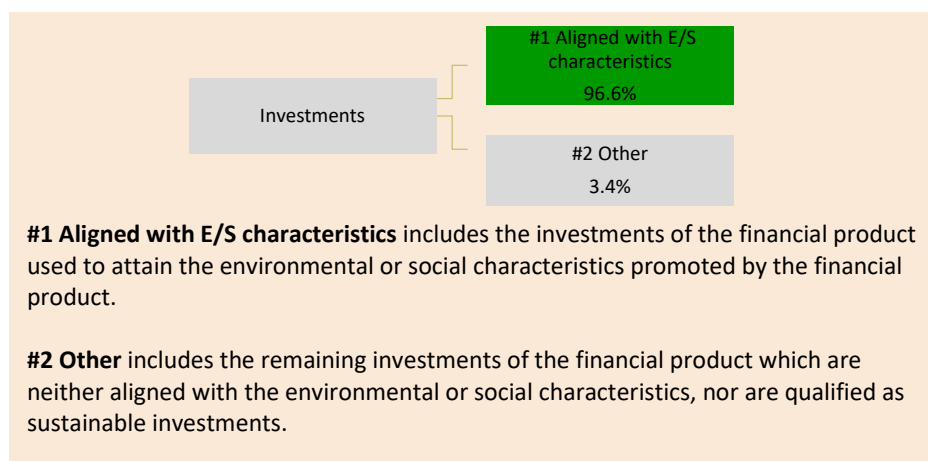 #1 Aligned with E/S
characteristics
96.6%
Investments
#2 Other
3.4%
#1 Aligned with E/S characteristics includes the investments of the financial product
used to attain the environmental or social characteristics promoted by the financial
product.
#2 Other includes the remaining investments of the financial product which are
neither aligned with the environmental or social characteristics, nor are qualified as
sustainable investments.